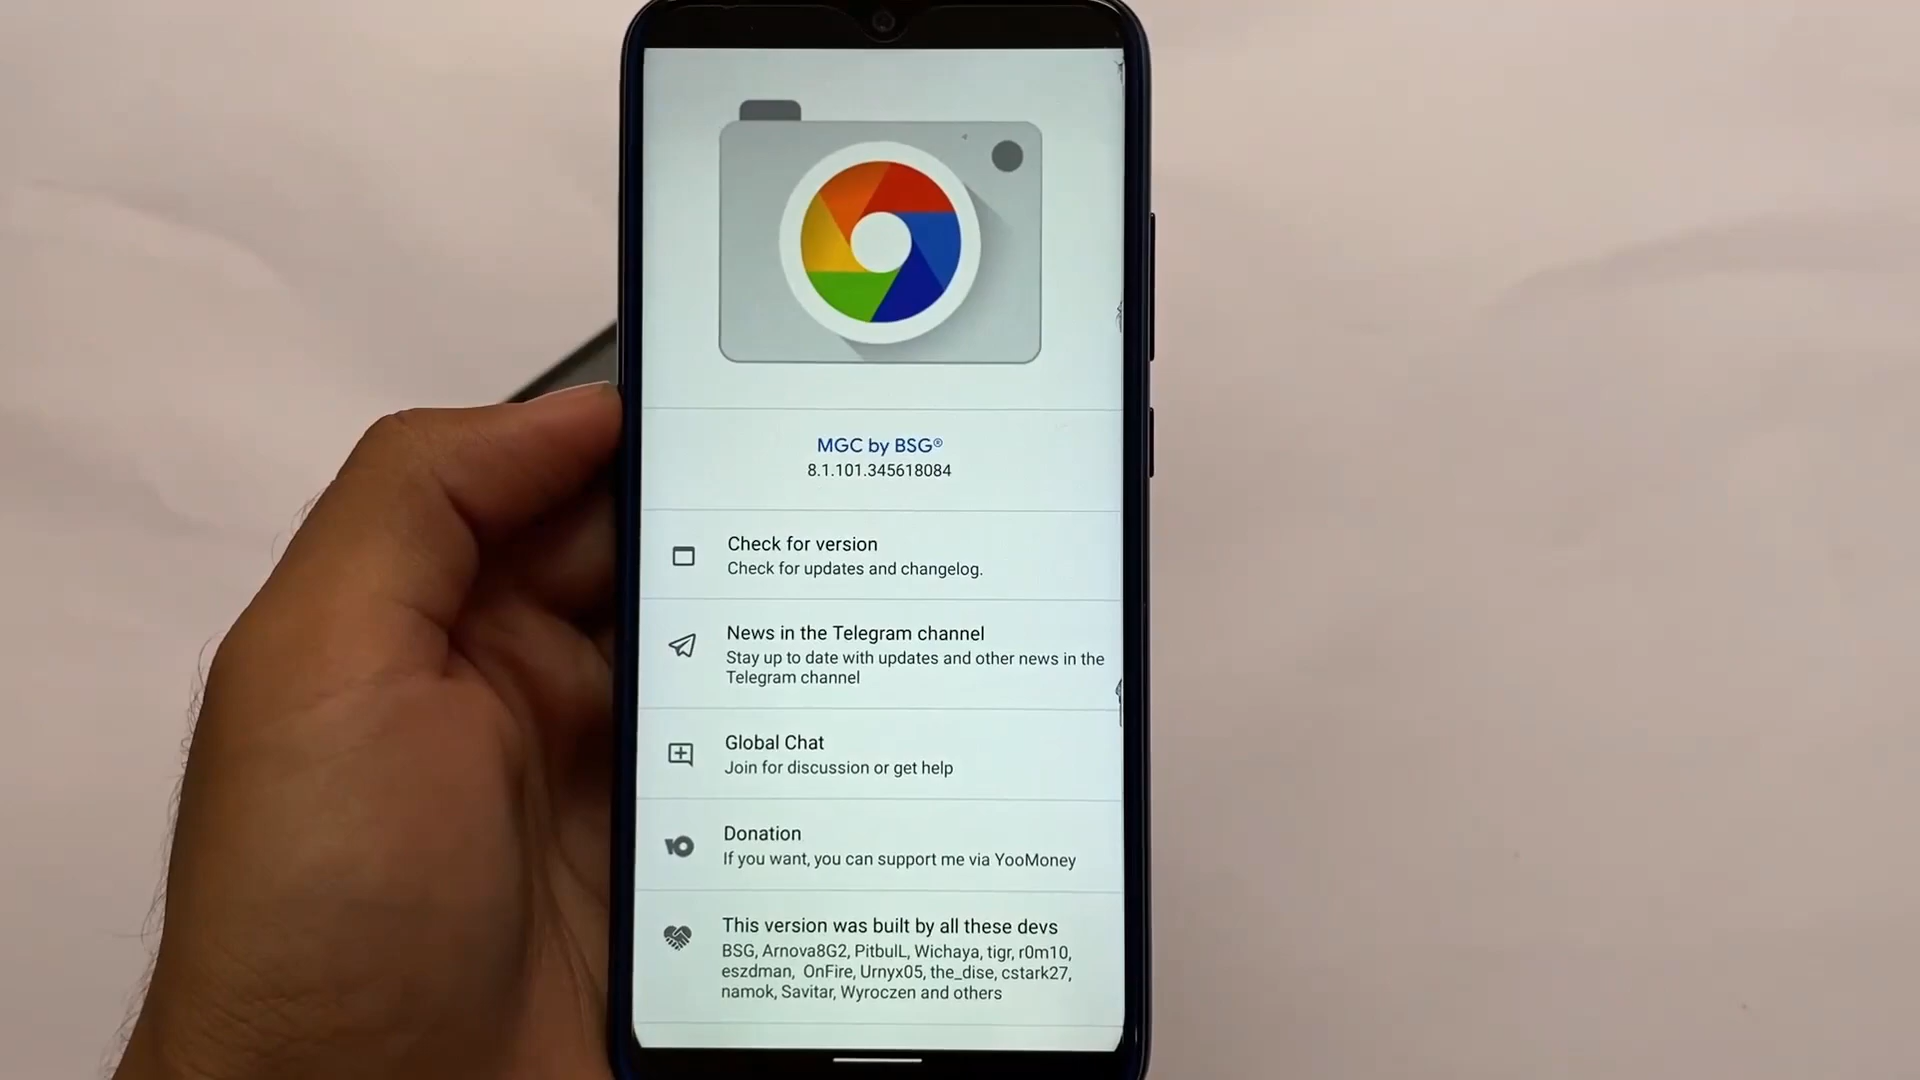 MGC by BSG®
8.1.101.345618084
Check for version
Check for updates and changelog.
News in the Telegram channel
Stay up to date with updates and other news in the
Telegram channel
Global Chat
Join for discussion or get help
Donation
If you want, you can support me via YooMoney
This version was built by all these devs
BSG, Arnova8G2, PitbulL, Wichaya, tigr, r0m10,
eszdman, OnFire, Urnyx05, the_dise, cstark27,
namok, Savitar, Wyroczen and others